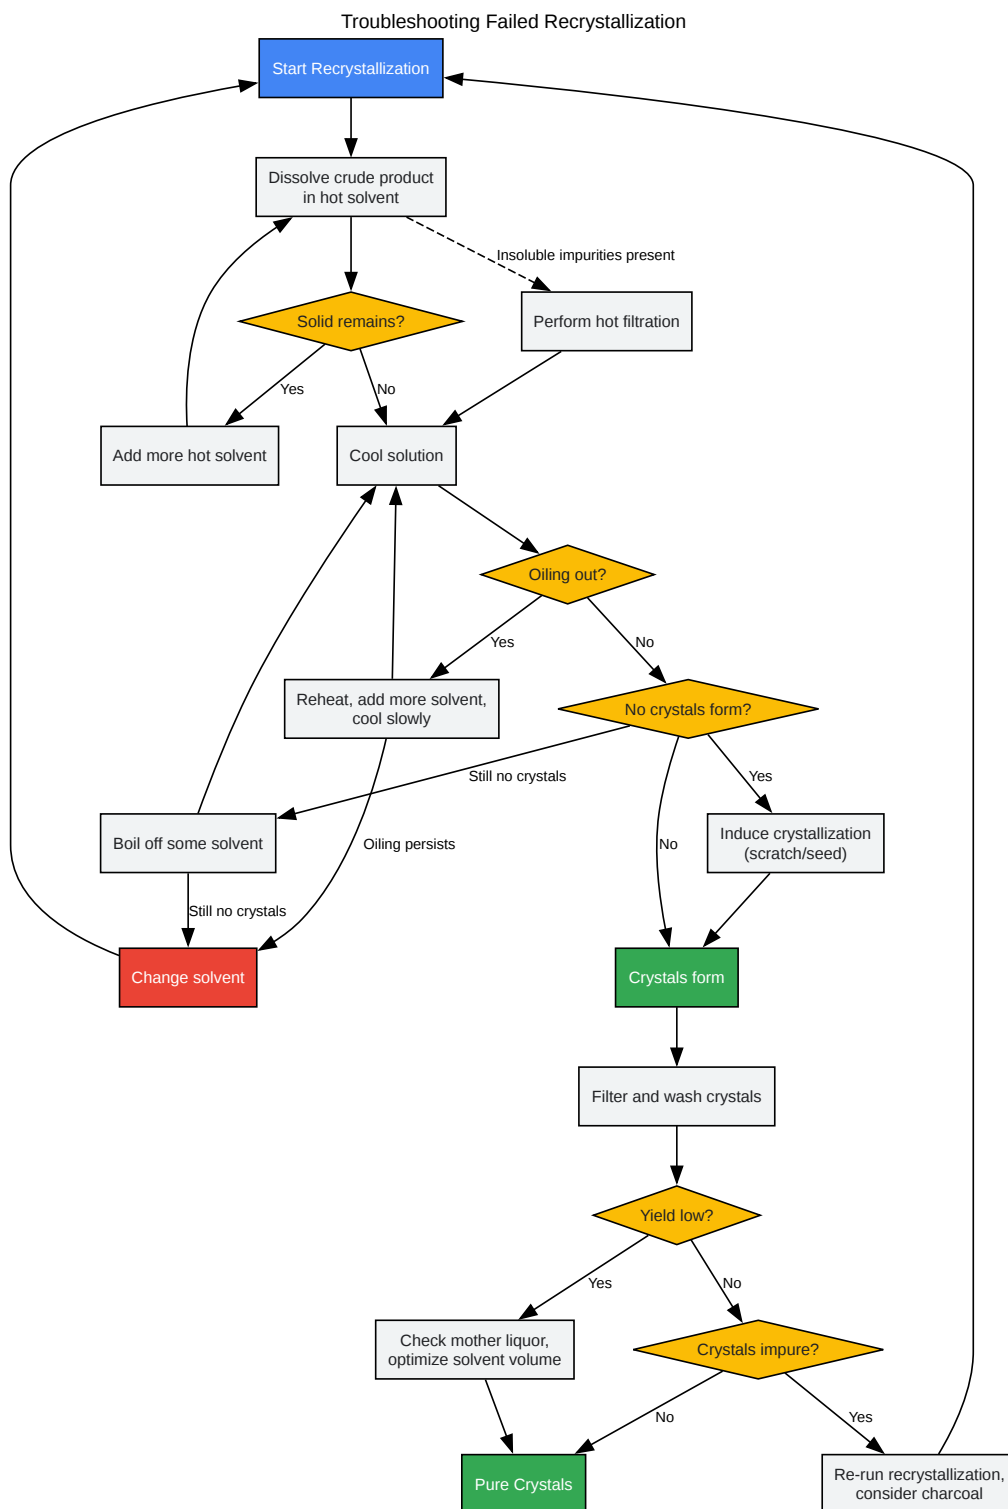 Troubleshooting Failed Recrystallization
Start Recrystallization
Dissolve crude product
in hot solvent
Insoluble impurities present
Solid remains?
Perform hot filtration
Yes
No
Add more hot solvent
Cool solution
Oiling out?
Yes
No
Reheat, add more solvent,
cool slowly
No crystals form?
Still no crystals
Yes
Boil off some solvent
Oiling persists
No
Induce crystallization
(scratch/seed)
Still no crystals
Change solvent
Crystals form
Filter and wash crystals
Yield low?
Yes
No
Check mother liquor,
optimize solvent volume
Crystals impure?
No
Yes
Pure Crystals
Re-run recrystallization,
consider charcoal